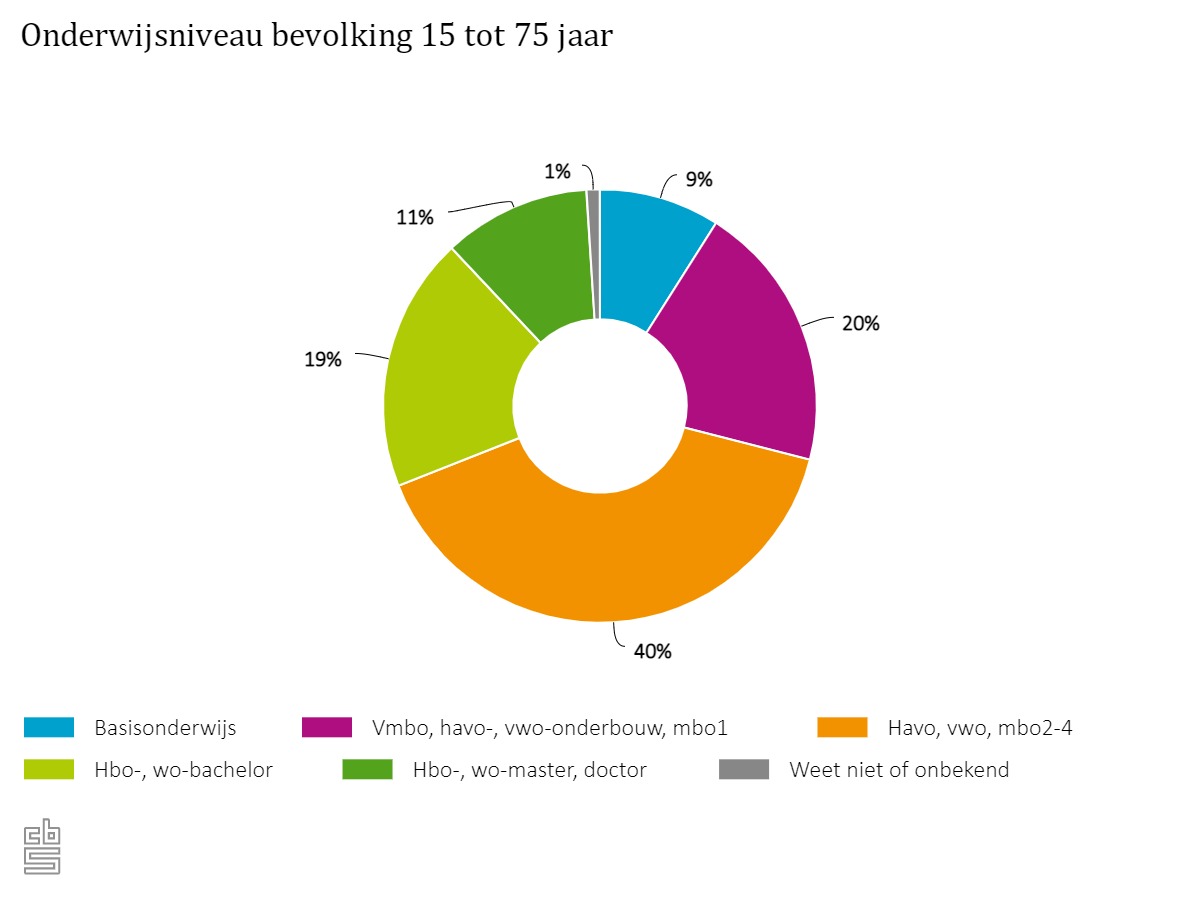 Onderwijsniveau bevolking 15 tot 75 jaar
1%
9%
11%
20%
19%
40%
Basisonderwijs
Vmbo, havo-, vwo-onderbouw, mbo1
Havo, vwo, mbo2-4
Hbo-, wo-bachelor
Hbo-, wo-master, doctor
Weet niet of onbekend
cbs